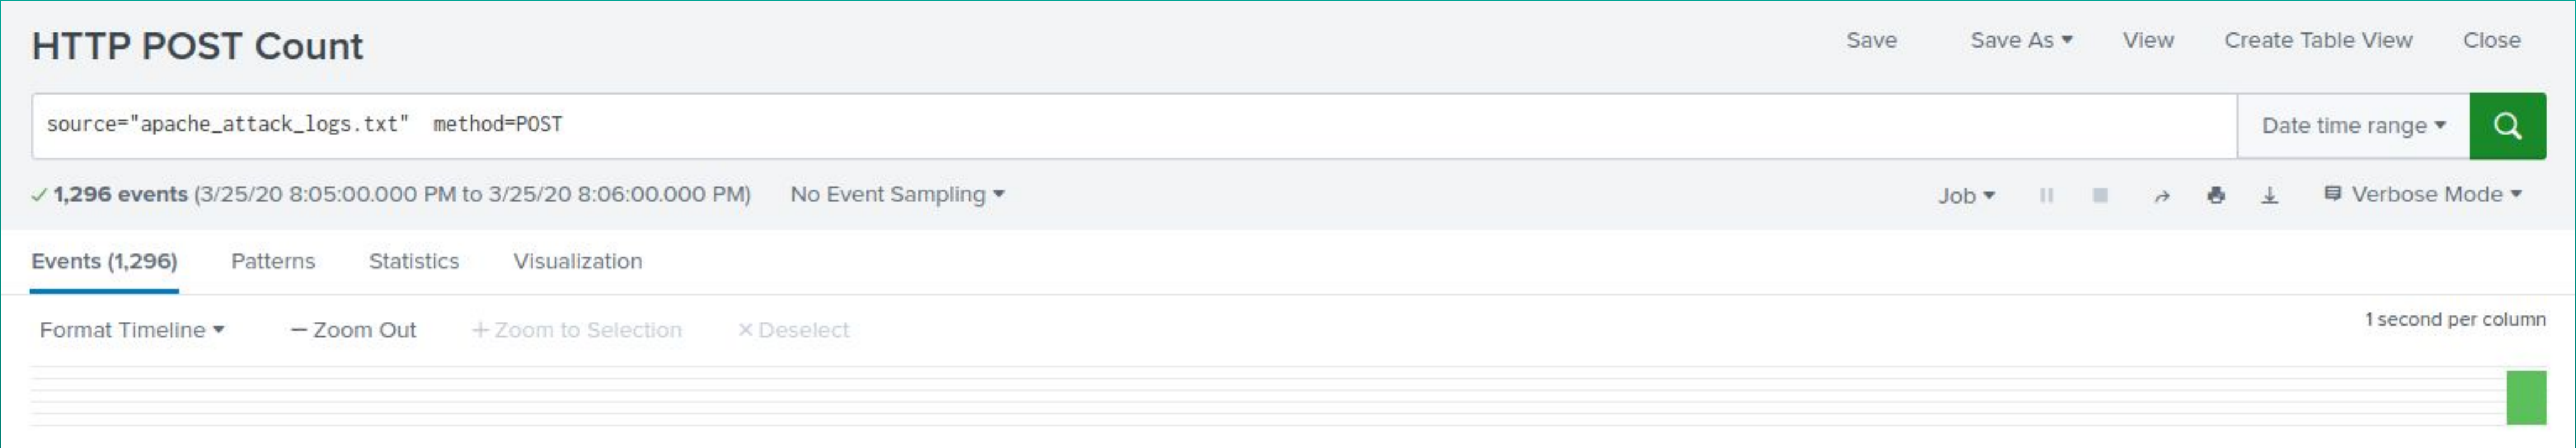 HTTP POST Count
Save Save As View Create Table View Close
source="apache_attack_logs.txt"  method=POST
Date time range
1,296 events (3/25/20 8:05:00.000 PM to 3/25/20 8:06:00.000 PM) No Event Sampling
Job Verbose Mode
Events (1,296) Patterns Statistics Visualization
Format Timeline — Zoom Out + Zoom to Selection × Deselect
1 second per column